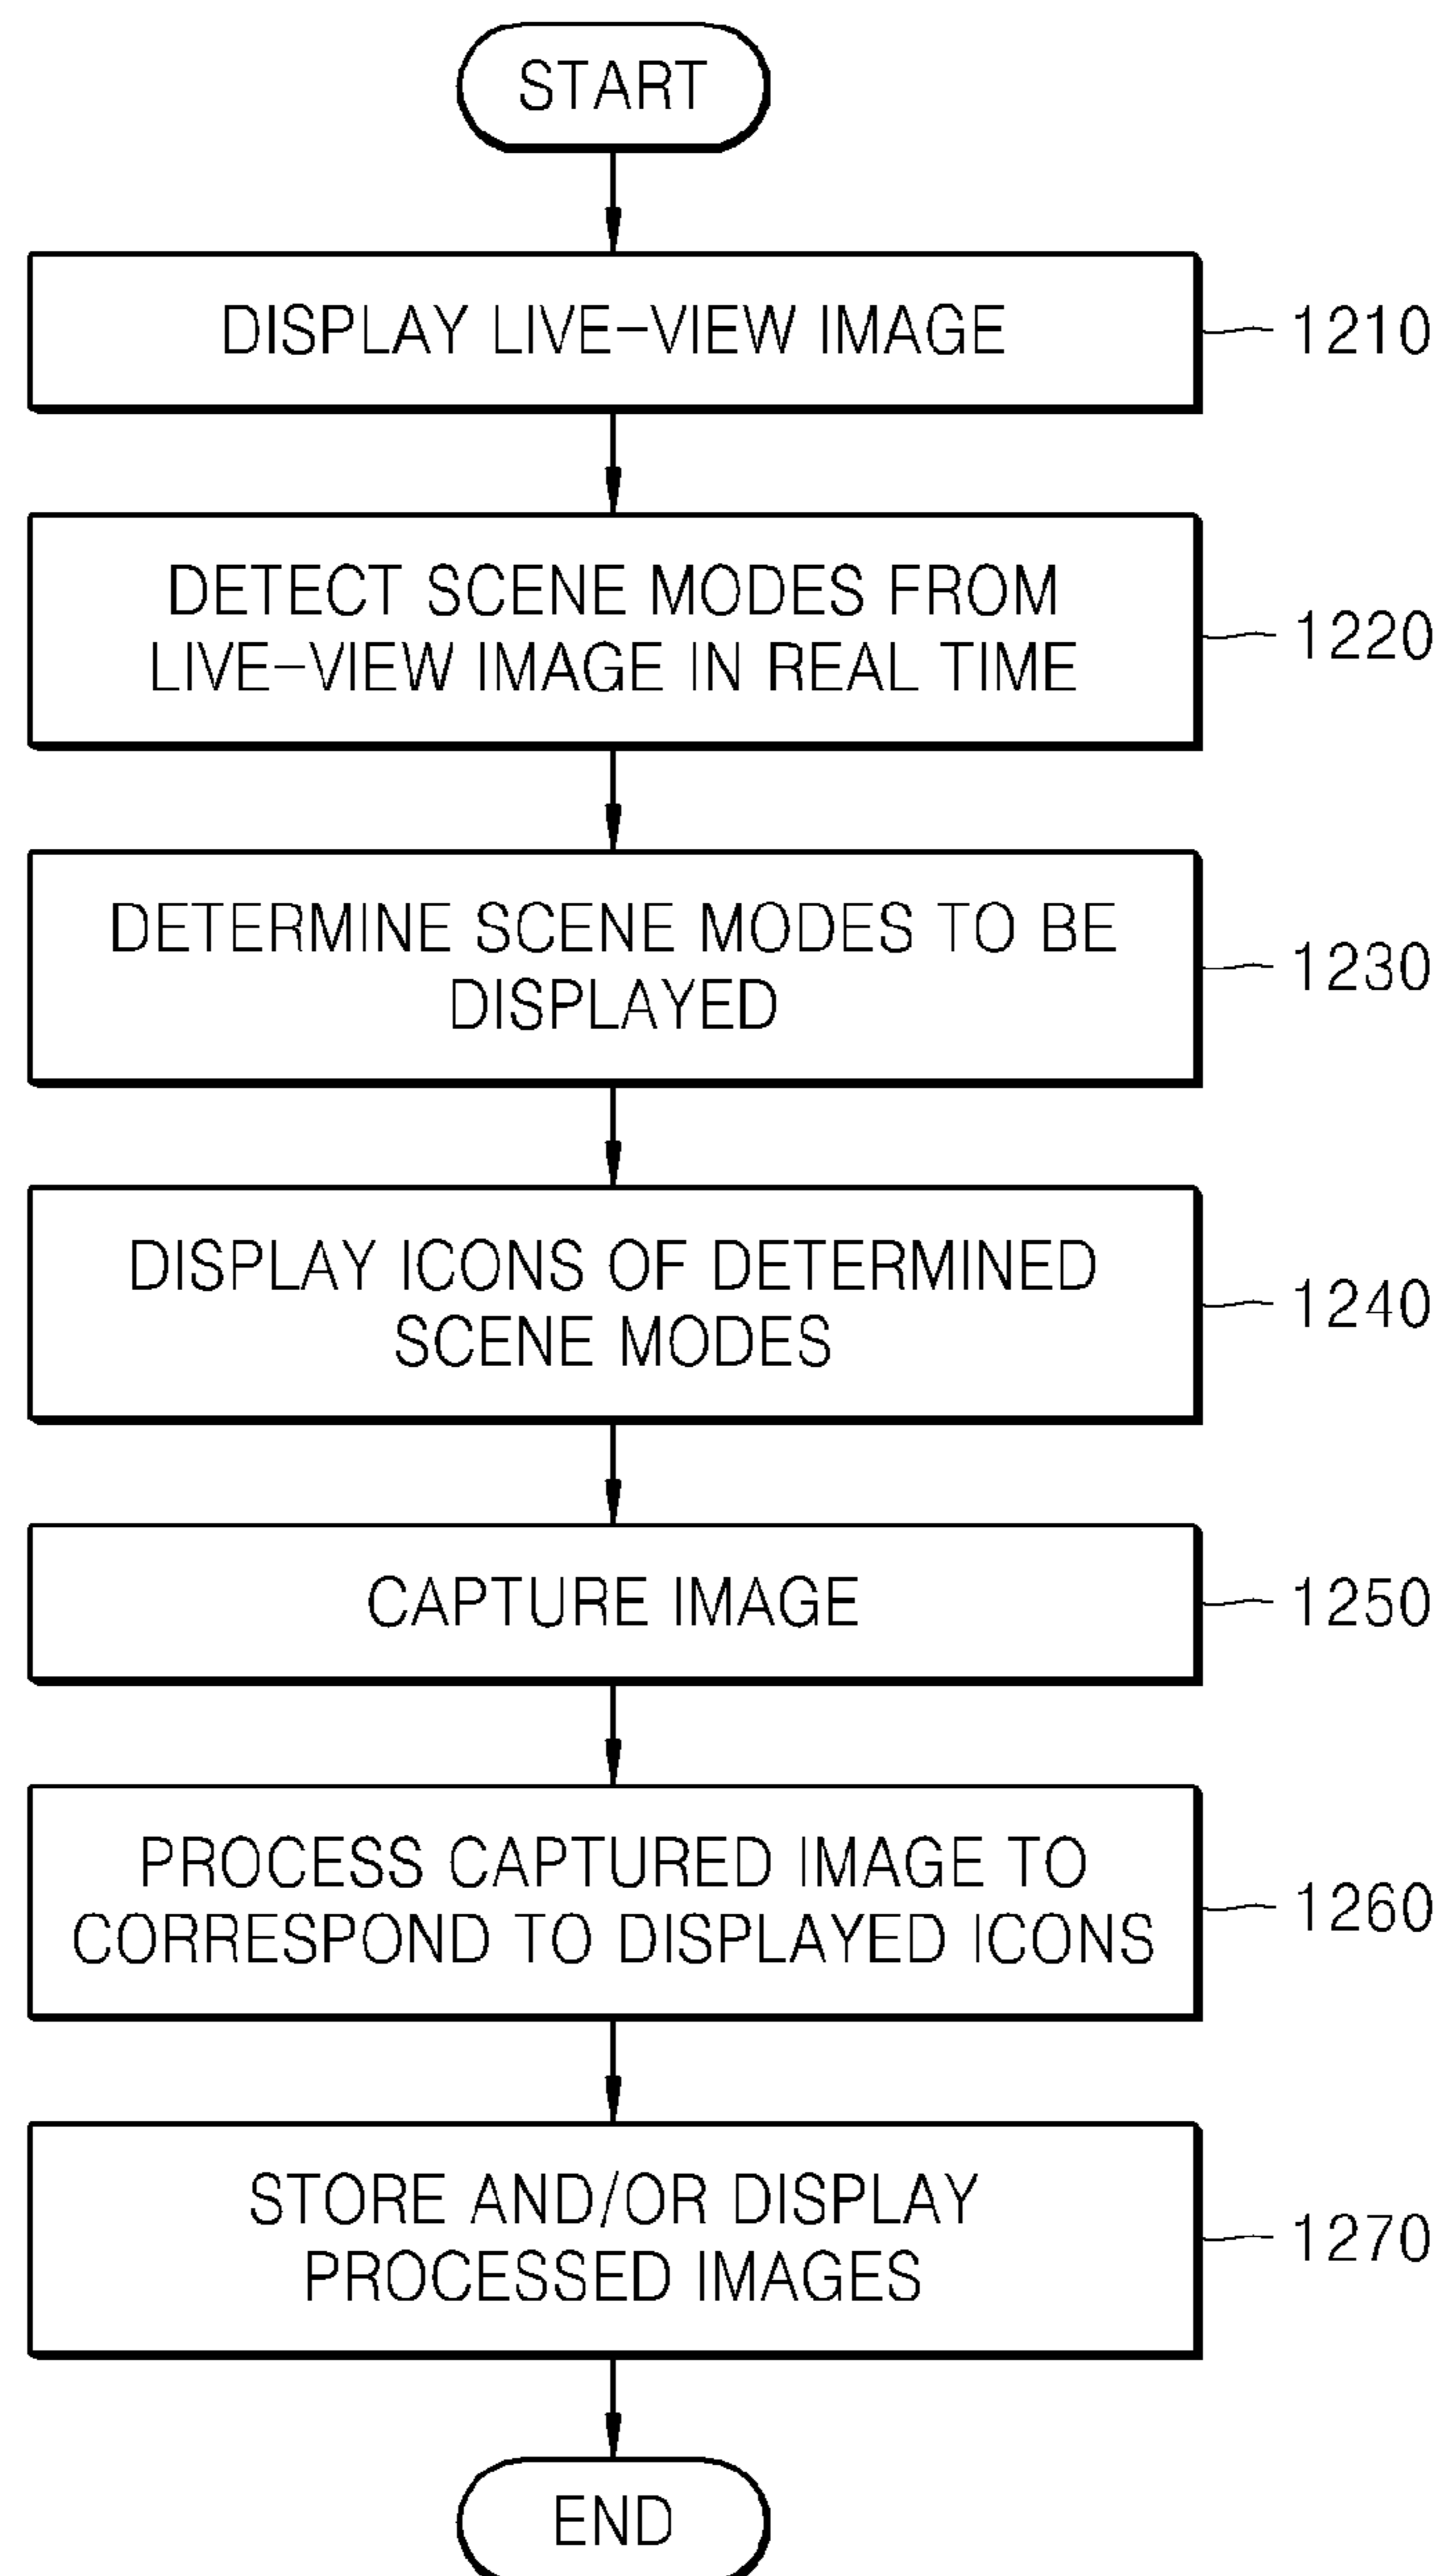 START
DISPLAY LIVE-VIEW IMAGE
1210
DETECT SCENE MODES FROM
LIVE-VIEW IMAGE IN REAL TIME
1220
DETERMINE SCENE MODES TO BE
DISPLAYED
1230
DISPLAY ICONS OF DETERMINED
SCENE MODES
1240
CAPTURE IMAGE
1250
PROCESS CAPTURED IMAGE TO
CORRESPOND TO DISPLAYED ICONS
1260
STORE AND/OR DISPLAY
PROCESSED IMAGES
1270
END